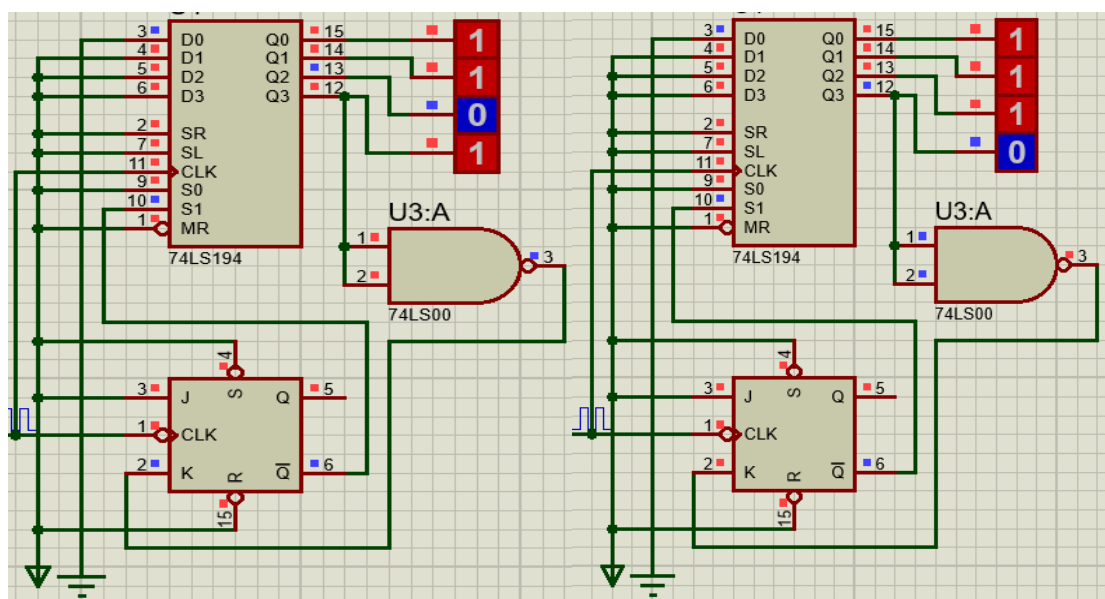 3 D0 Q0 15 1
4 D1 Q1 14 1
5 D2 Q2 13 0
6 D3 Q3 12 1
2 SR
7 SL
11 CLK
9 S0
10 S1
1 MR
74LS194
U3:A
1
2
3
74LS00
4
3 J S Q 5
1 CLK
2 K R Q 6
15
3 D0 Q0 15 1
4 D1 Q1 14 1
5 D2 Q2 13 1
6 D3 Q3 12 0
2 SR
7 SL
11 CLK
9 S0
10 S1
1 MR
74LS194
U3:A
1
2
3
74LS00
4
3 J S Q 5
1 CLK
2 K R Q 6
15